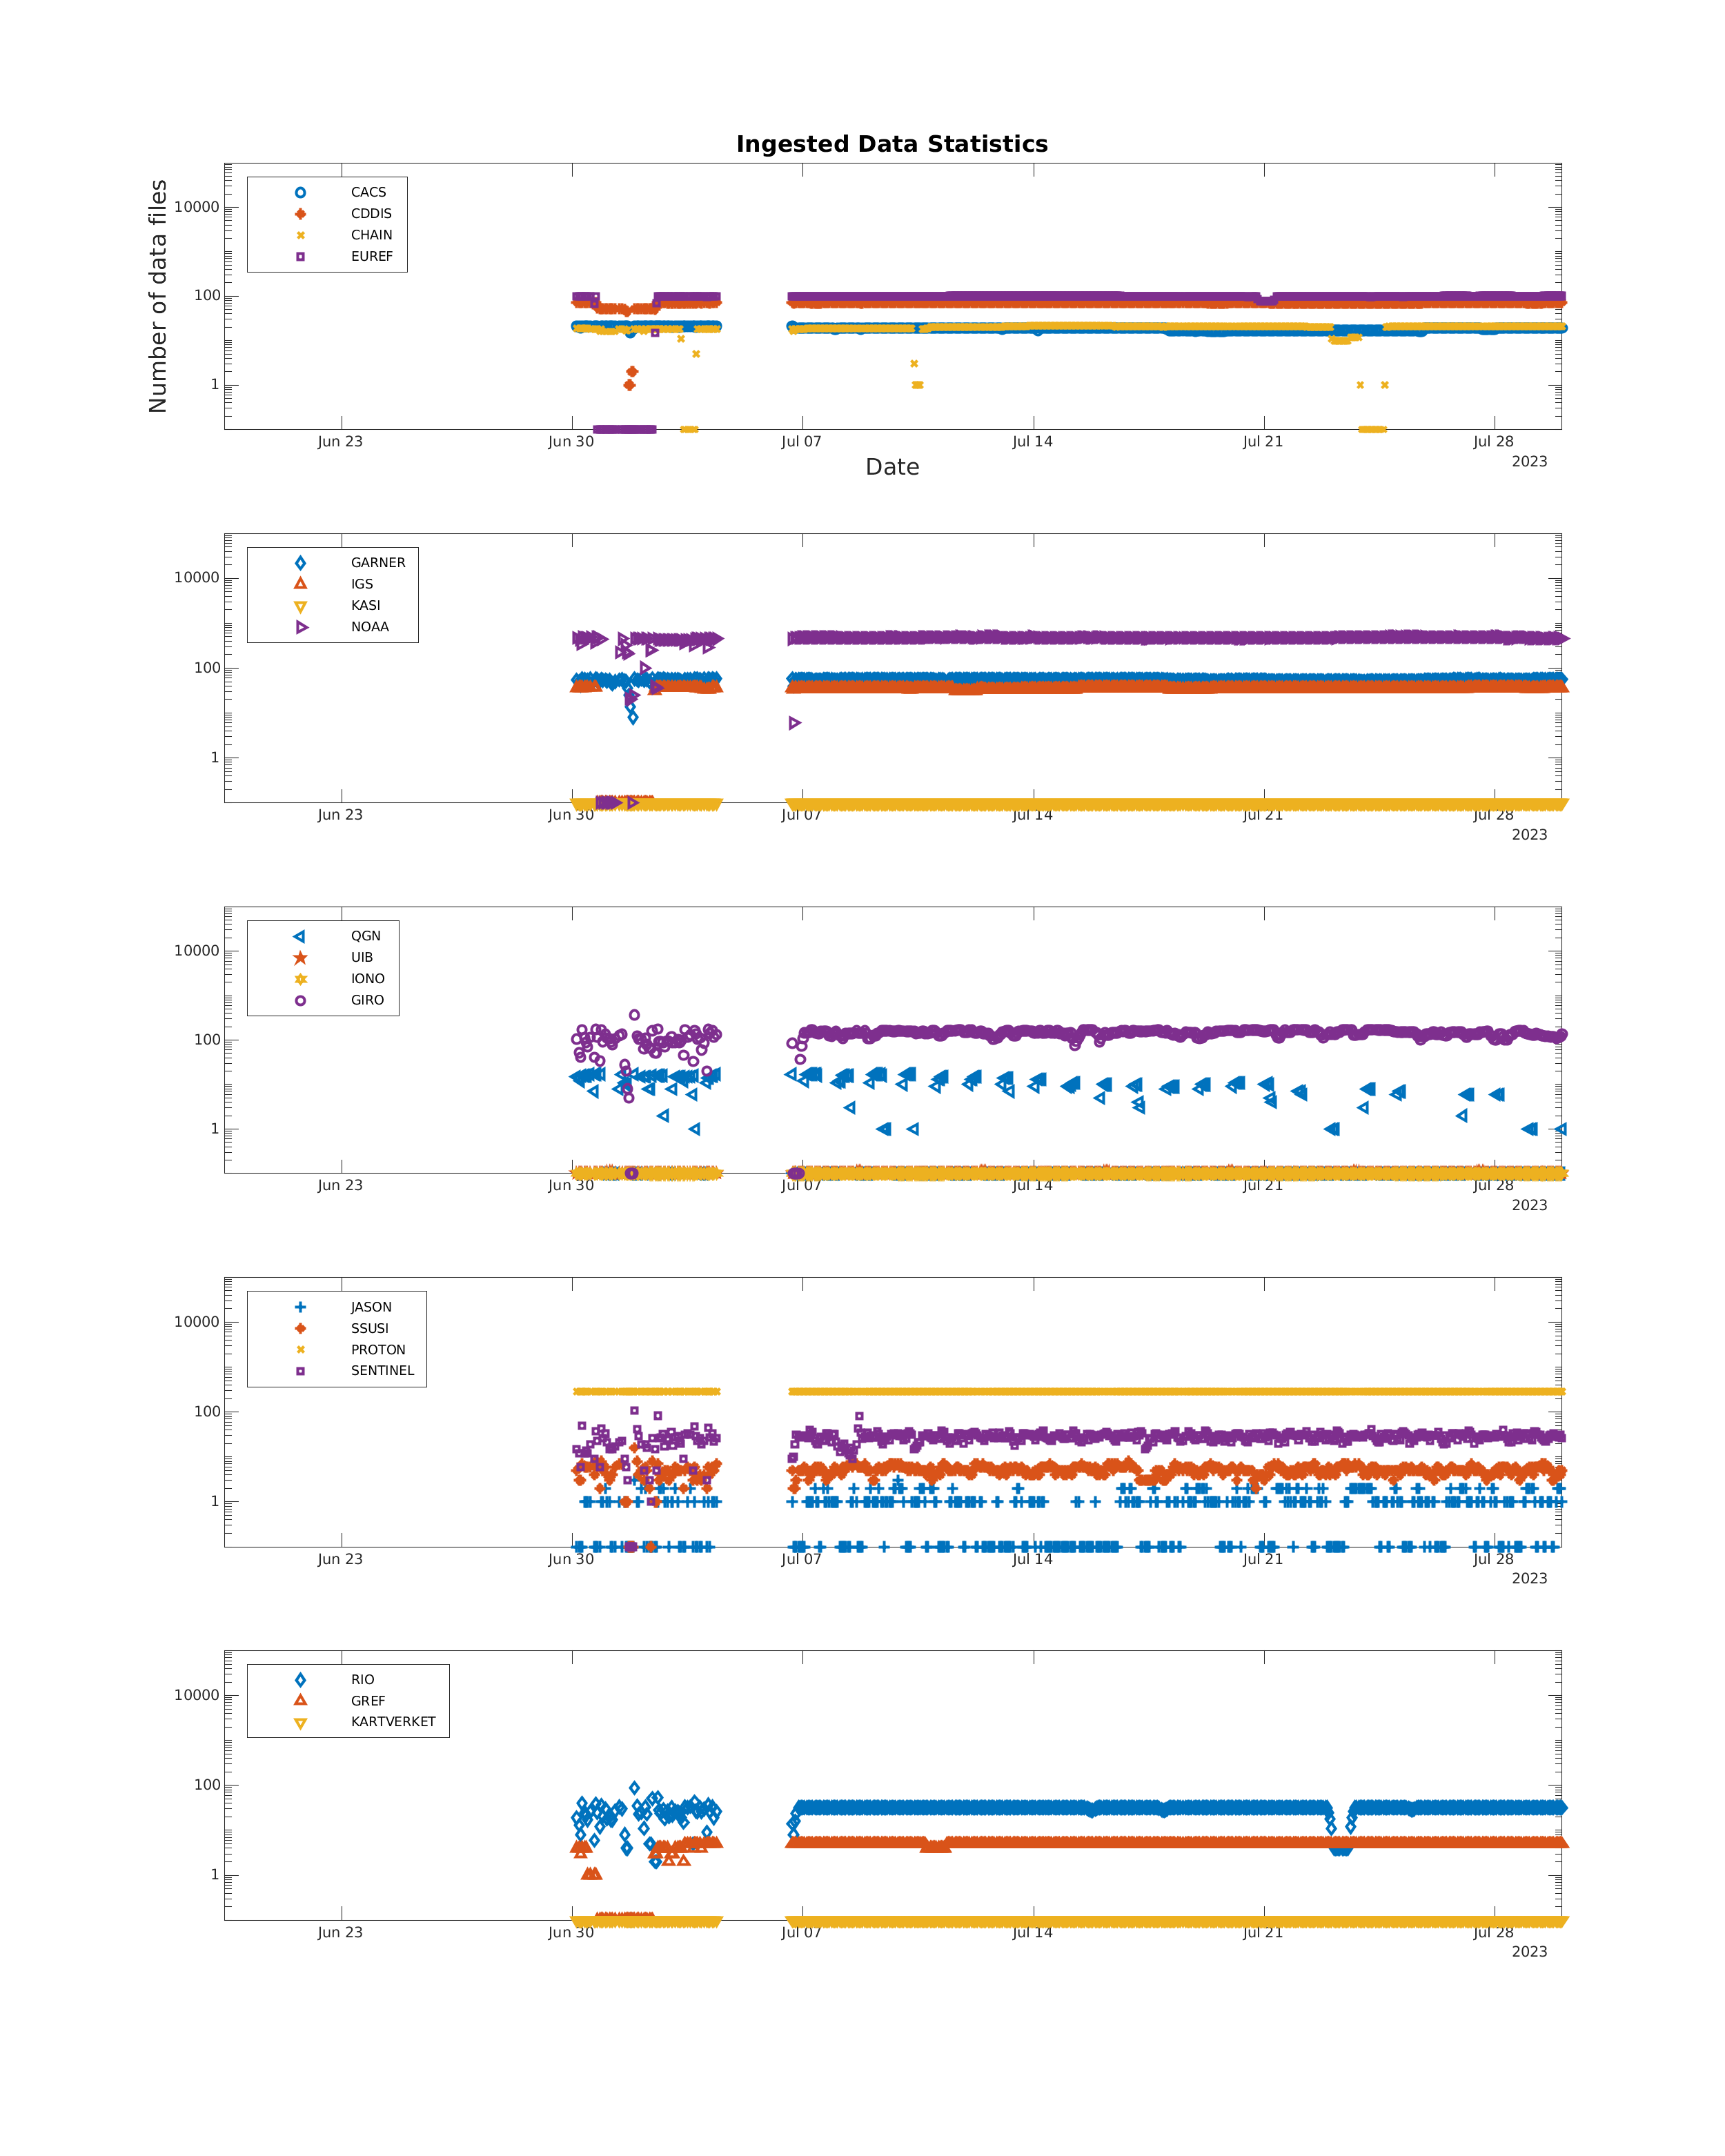 Ingested Data Statistics
Number of data files
10000
100
1
CACS
CDDIS
CHAIN
EUREF
Jun 23 Jun 30 Jul 07 Jul 14 Jul 21 Jul 28
2023
Date
10000
100
1
GARNER
IGS
KASI
NOAA
Jun 23 Jun 30 Jul 07 Jul 14 Jul 21 Jul 28
2023
10000
100
1
QGN
UIB
IONO
GIRO
Jun 23 Jun 30 Jul 07 Jul 14 Jul 21 Jul 28
2023
10000
100
1
JASON
SSUSI
PROTON
SENTINEL
Jun 23 Jun 30 Jul 07 Jul 14 Jul 21 Jul 28
2023
10000
100
1
RIO
GREF
KARTVERKET
Jun 23 Jun 30 Jul 07 Jul 14 Jul 21 Jul 28
2023